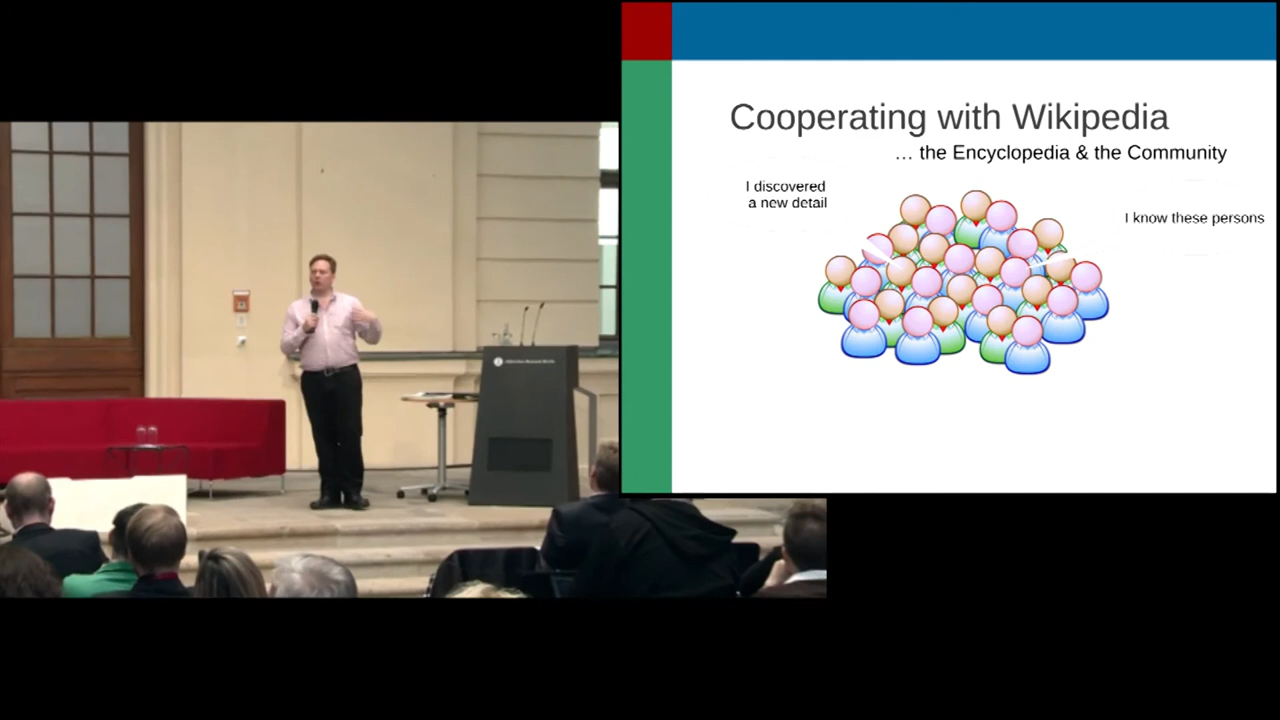 Cooperating with Wikipedia
… the Encyclopedia & the Community
I discovered
a new detail
I know these persons